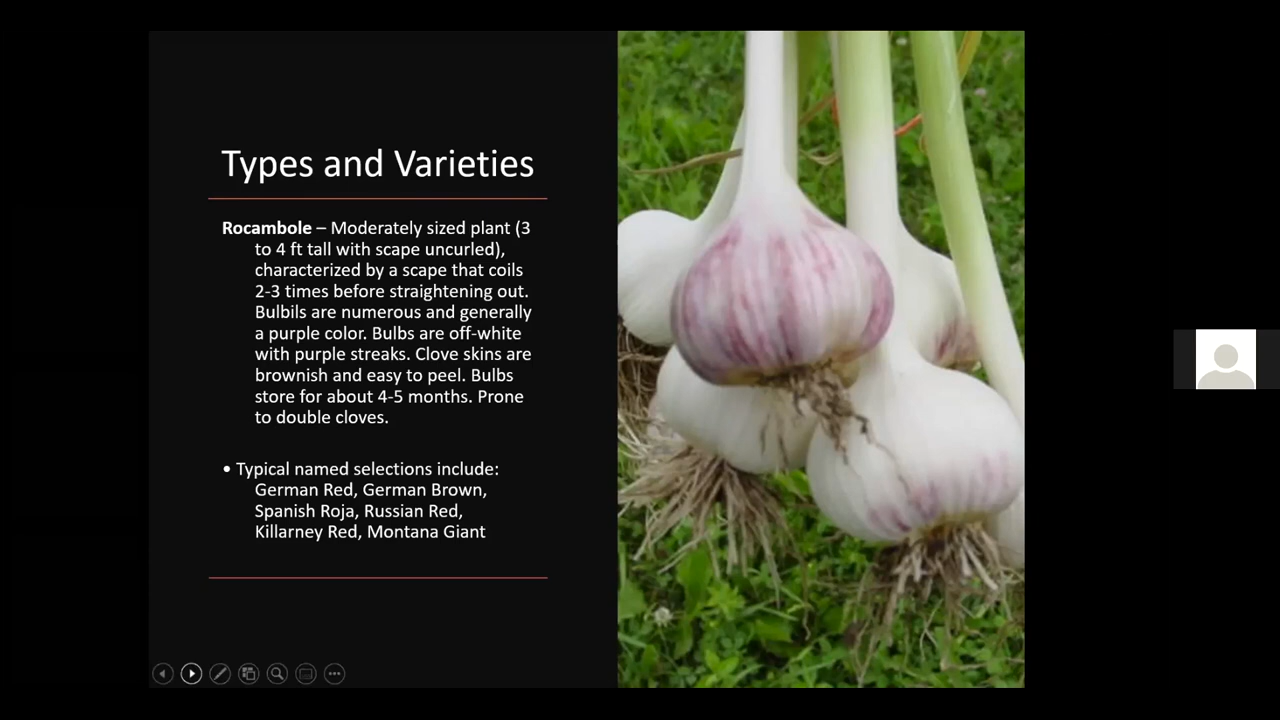 Types and Varieties
Rocambole – Moderately sized plant (3
to 4 ft tall with scape uncurled),
characterized by a scape that coils
2-3 times before straightening out.
Bulbils are numerous and generally
a purple color. Bulbs are off-white
with purple streaks. Clove skins are
brownish and easy to peel. Bulbs
store for about 4-5 months. Prone
to double cloves.
• Typical named selections include:
German Red, German Brown,
Spanish Roja, Russian Red,
Killarney Red, Montana Giant